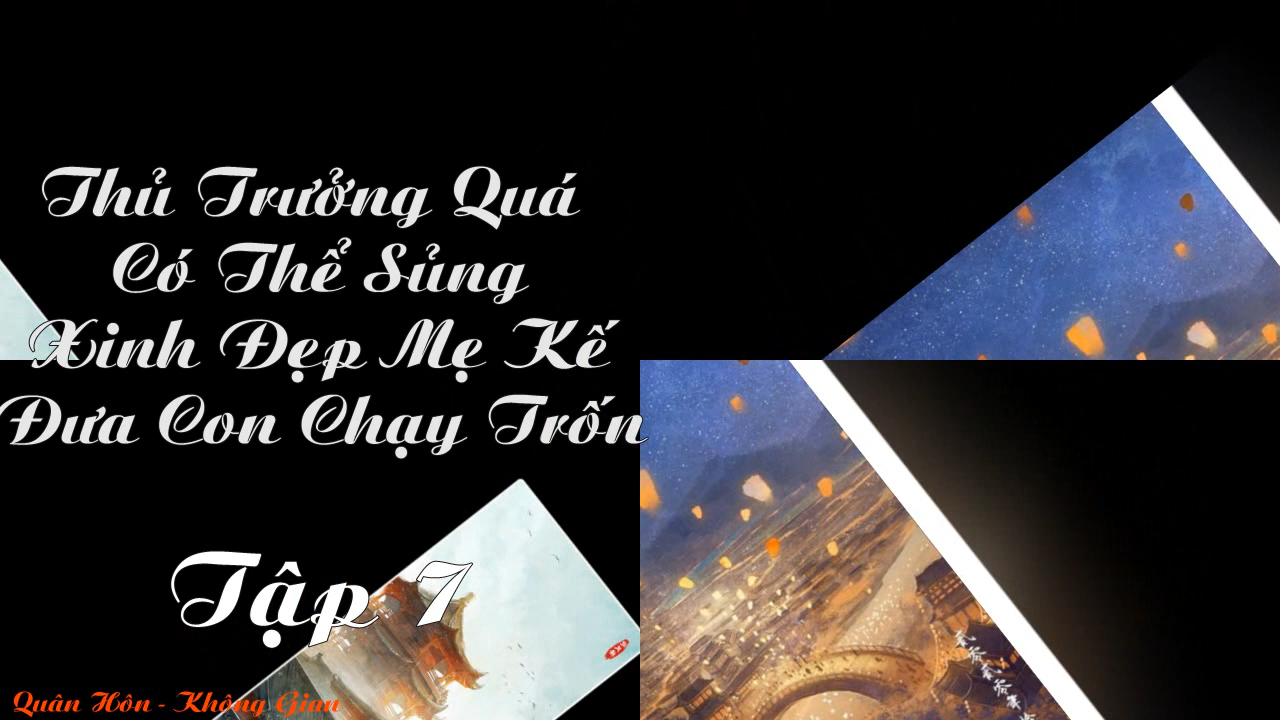 Thủ Trưởng Quá
Có Thể Sủng
Xinh Đẹp Mẹ Kế
Đưa Con Chạy Trốn
Tập 7
Quân Hôn - Không Gian